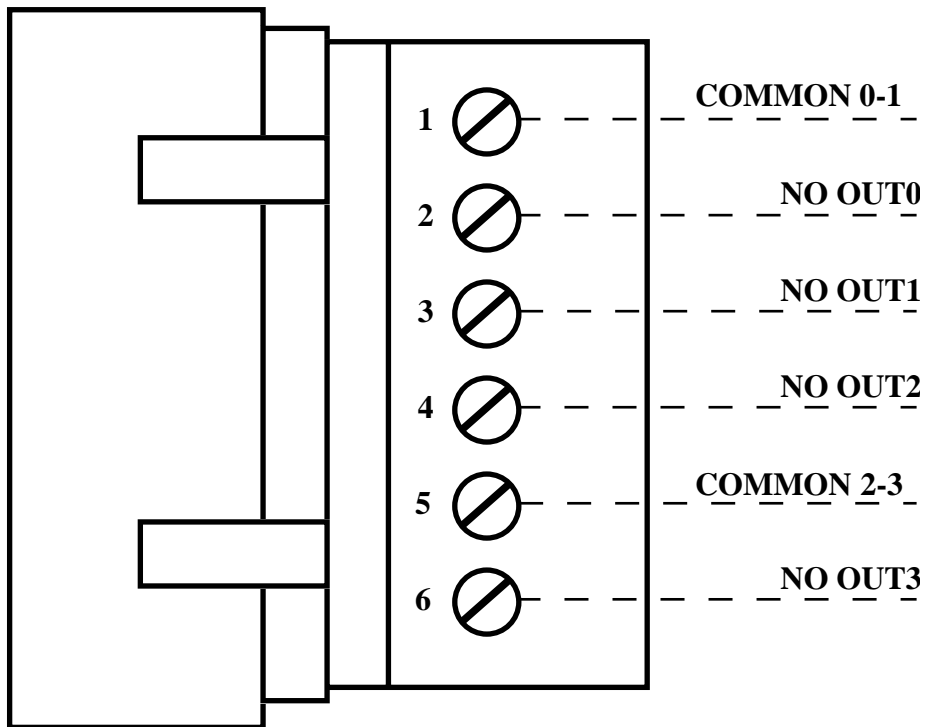 1 COMMON 0-1
2 NO OUT0
3 NO OUT1
4 NO OUT2
5 COMMON 2-3
6 NO OUT3